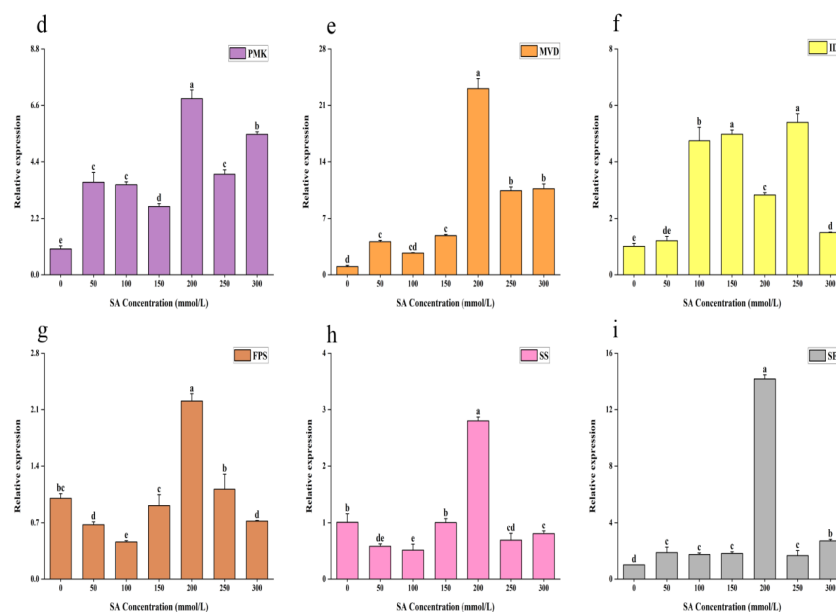 d
PMK
8.8
6.6
4.4
2.2
0.0
Relative expression
e c c d a c b
0 50 100 150 200 250 300
SA Concentration (mmol/L)
e
MVD
28
21
14
7
0
Relative expression
d c cd c a b b
0 50 100 150 200 250 300
SA Concentration (mmol/L)
f
8
6
4
2
0
Relative expression
e de b a c a d
0 50 100 150 200 250 300
SA Concentration (mmol/L)
g
FPS
2.8
2.1
1.4
0.7
0.0
Relative expression
bc d e c a b d
0 50 100 150 200 250 300
SA Concentration (mmol/L)
h
SS
4
3
2
1
0
Relative expression
b de e b a cd c
0 50 100 150 200 250 300
SA Concentration (mmol/L)
i
16
12
8
4
0
Relative expression
d c c c a c b
0 50 100 150 200 250 300
SA Concentration (mmol/L)